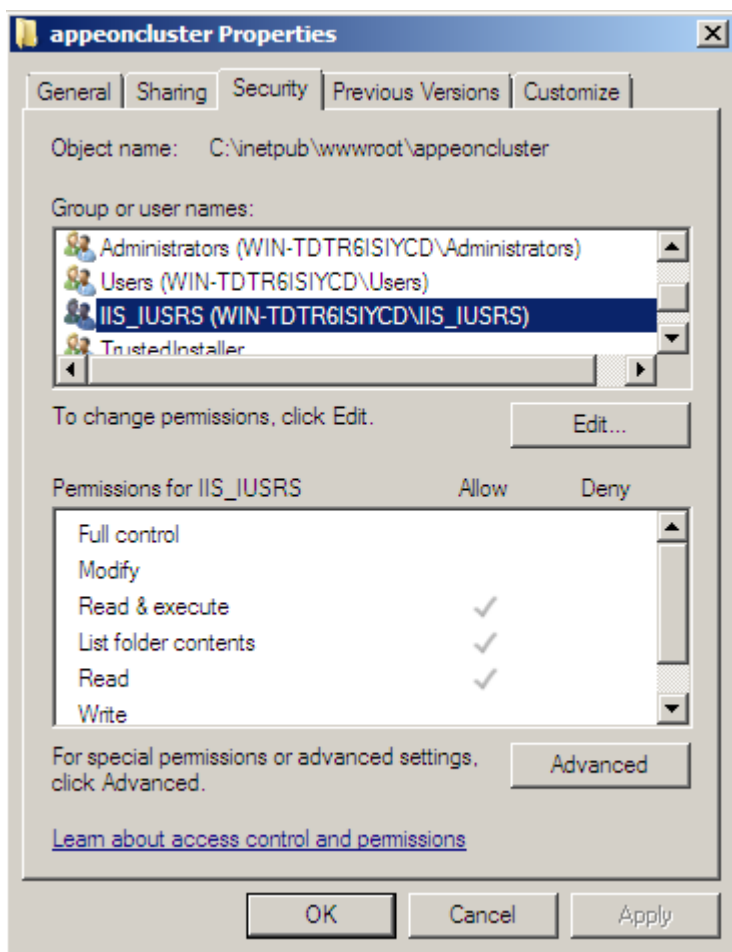 appeoncluster Properties
General Sharing Security Previous Versions Customize
Object name: C:\inetpub\wwwroot\appeoncluster
Group or user names:
Administrators (WIN-TDTR6ISIYCD\Administrators)
Users (WIN-TDTR6ISIYCD\Users)
IIS_IUSRS (WIN-TDTR6ISIYCD\IIS_IUSRS)
TrustedInstaller
To change permissions, click Edit.
Edit...
Permissions for IIS_IUSRS Allow Deny
Full control
Modify
Read & execute
List folder contents
Read
Write
For special permissions or advanced settings,
click Advanced.
Advanced
Learn about access control and permissions
OK Cancel Apply